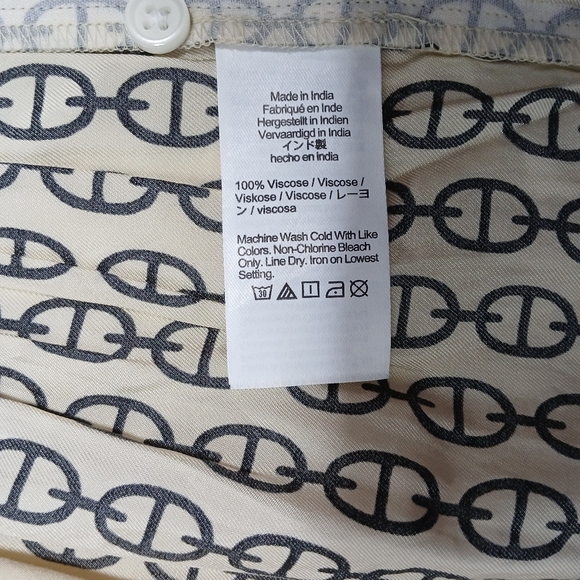 Made in India
Fabriqué en Inde
Hergestellt in Indien
Vervaardigd in India
インド製
hecho en india
100% Viscose / Viscose /
Viskose / Viscose / レーヨ
ン / viscosa
Machine Wash Cold With Like
Colors. Non-Chlorine Bleach
Only. Line Dry. Iron on Lowest
Setting.
30